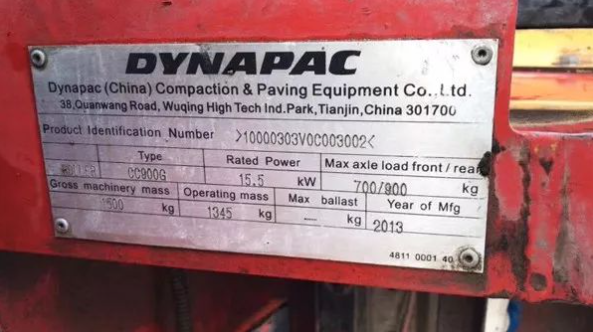 DYNAPAC
Dynapac (China) Compaction & Paving Equipment Co.,Ltd.
38,Quanwang Road, Wuqing High Tech Ind.Park,Tianjin,China 301700
Product Identification Number >10000303V0C003002<
Type Rated Power Max axle load front / rear
ROLLER CC900G 15.5 kW 700/900 kg
Gross machinery mass Operating mass Max ballast Year of Mfg
1500 kg 1345 kg — kg 2013
4811 0001 40